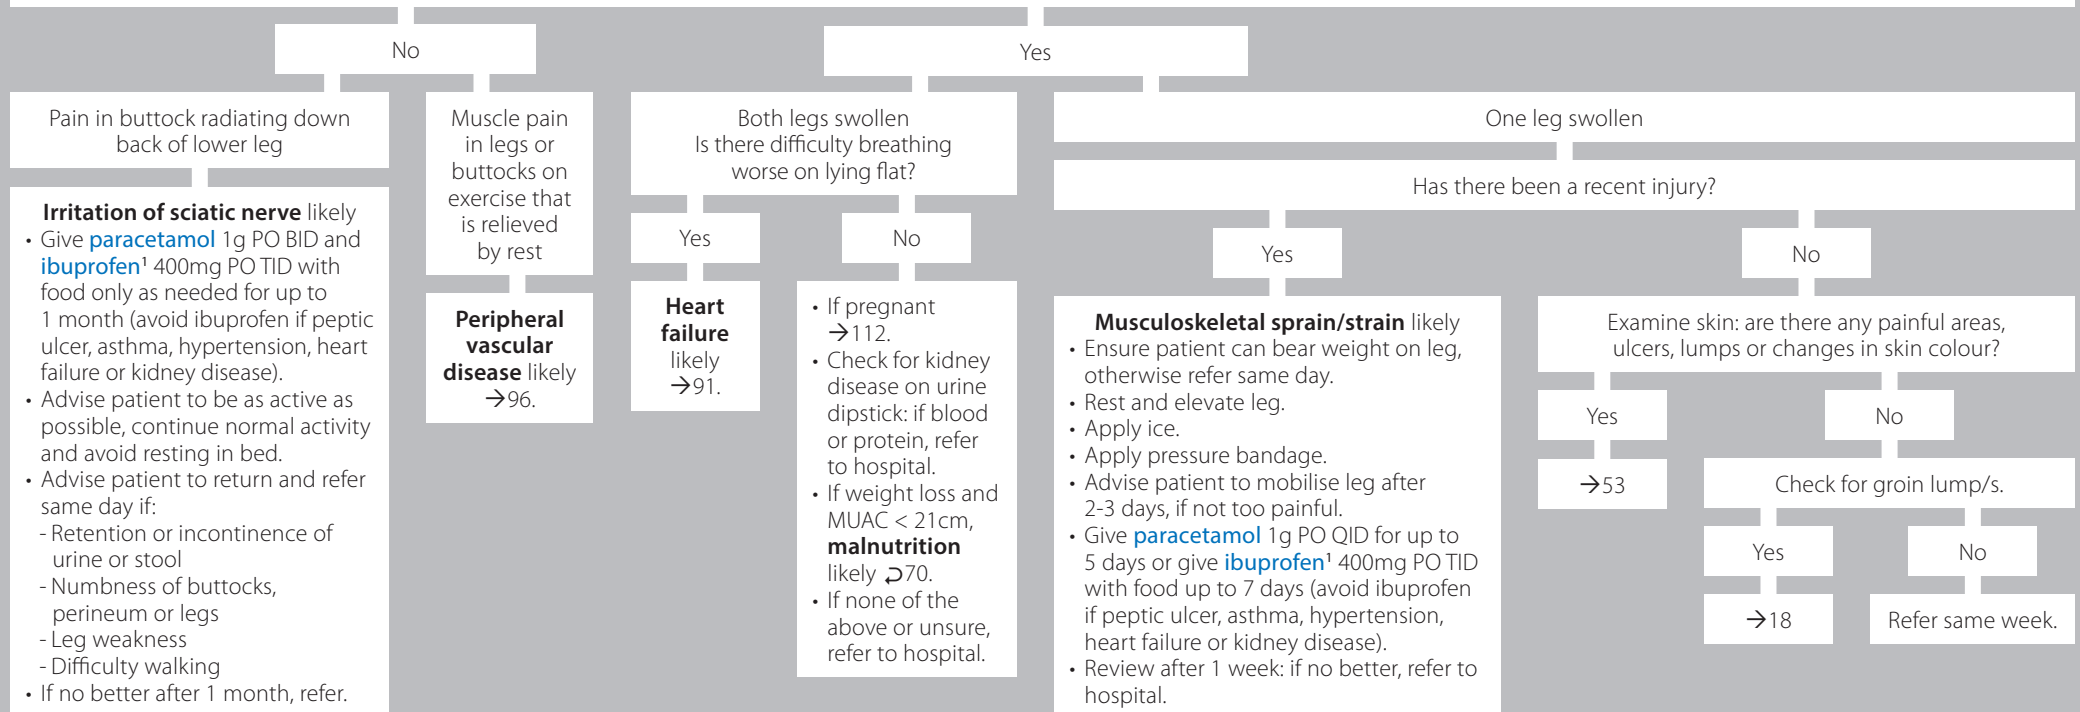 No
Yes
Pain in buttock radiating down
back of lower leg
Irritation of sciatic nerve likely
• Give paracetamol 1g PO BID and
ibuprofen¹ 400mg PO TID with
food only as needed for up to
1 month (avoid ibuprofen if peptic
ulcer, asthma, hypertension, heart
failure or kidney disease).
• Advise patient to be as active as
possible, continue normal activity
and avoid resting in bed.
• Advise patient to return and refer
same day if:
- Retention or incontinence of
urine or stool
- Numbness of buttocks,
perineum or legs
- Leg weakness
- Difficulty walking
• If no better after 1 month, refer.
Muscle pain
in legs or
buttocks on
exercise that
is relieved
by rest
Peripheral
vascular
disease likely
→96.
Both legs swollen
Is there difficulty breathing
worse on lying flat?
Yes
Heart
failure
likely
→91.
No
• If pregnant
→112.
• Check for kidney
disease on urine
dipstick: if blood
or protein, refer
to hospital.
• If weight loss and
MUAC < 21cm,
malnutrition
likely ⮌70.
• If none of the
above or unsure,
refer to hospital.
One leg swollen
Has there been a recent injury?
Yes
Musculoskeletal sprain/strain likely
• Ensure patient can bear weight on leg,
otherwise refer same day.
• Rest and elevate leg.
• Apply ice.
• Apply pressure bandage.
• Advise patient to mobilise leg after
2-3 days, if not too painful.
• Give paracetamol 1g PO QID for up to
5 days or give ibuprofen¹ 400mg PO TID
with food up to 7 days (avoid ibuprofen
if peptic ulcer, asthma, hypertension,
heart failure or kidney disease).
• Review after 1 week: if no better, refer to
hospital.
No
Examine skin: are there any painful areas,
ulcers, lumps or changes in skin colour?
Yes
→53
No
Check for groin lump/s.
Yes
→18
No
Refer same week.